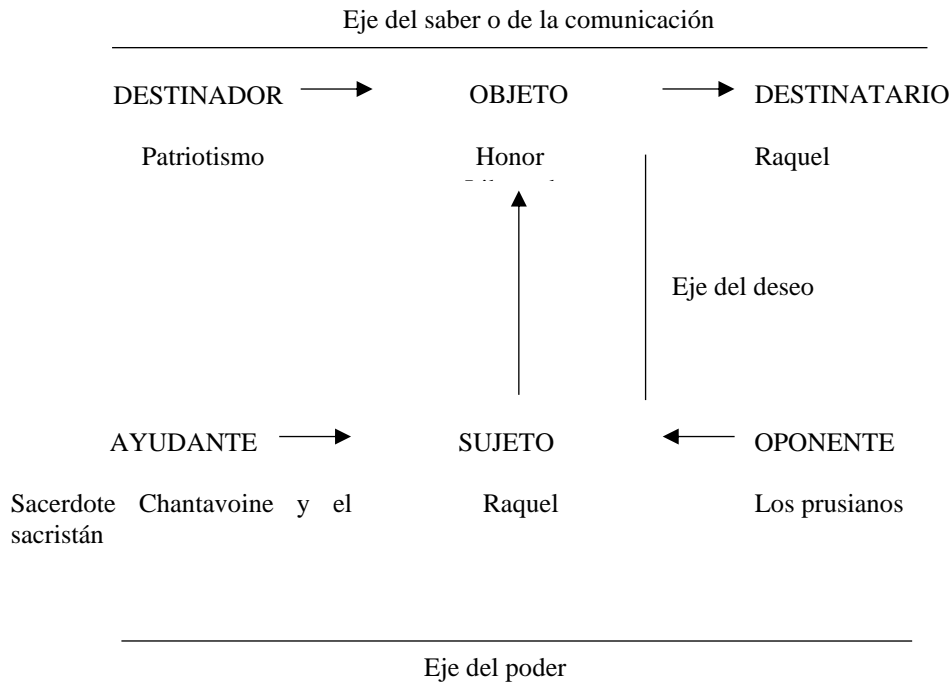 Eje del saber o de la comunicación
DESTINADOR OBJETO DESTINATARIO
Patriotismo Honor Raquel
Eje del deseo
AYUDANTE SUJETO OPONENTE
Sacerdote Chantavoine y el Raquel Los prusianos
sacristán
Eje del poder